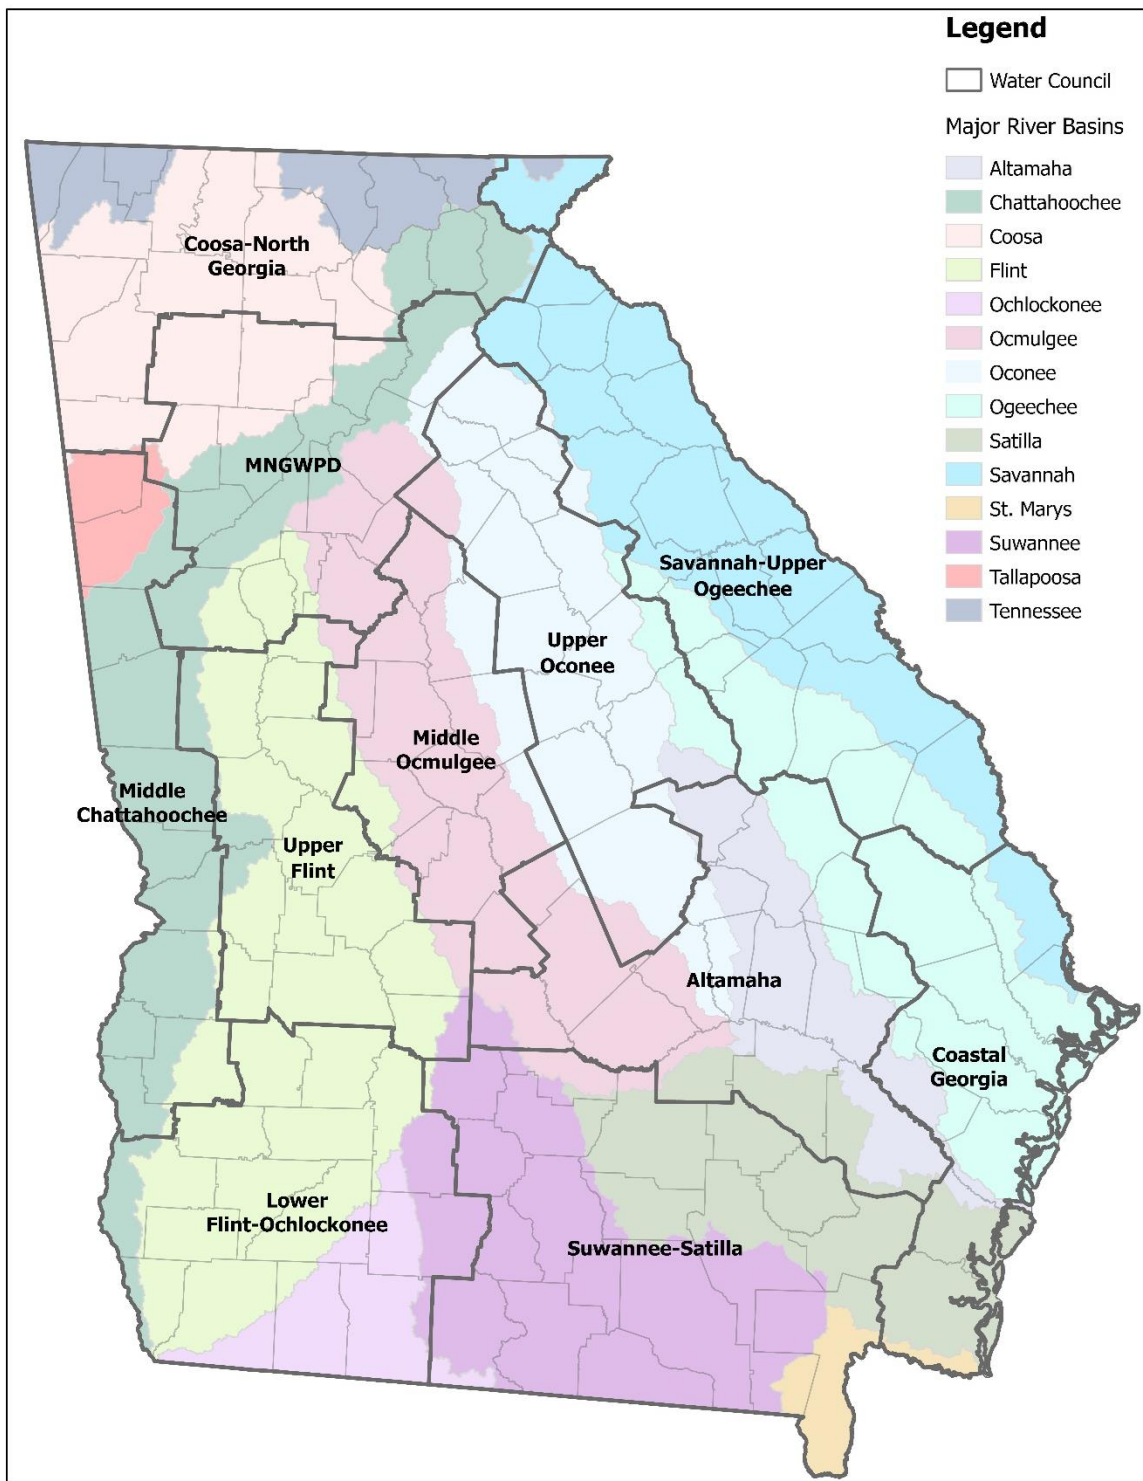 Legend
Water Council
Major River Basins
Altamaha
Chattahoochee
Coosa
Flint
Ochlockonee
Ocmulgee
Oconee
Ogeechee
Satilla
Savannah
St. Marys
Suwannee
Tallapoosa
Tennessee
Coosa-North
Georgia
MNGWPD
Savannah-Upper
Ogeechee
Upper
Oconee
Middle
Ocmulgee
Middle
Chattahoochee
Upper
Flint
Altamaha
Coastal
Georgia
Lower
Flint-Ochlockonee
Suwannee-Satilla